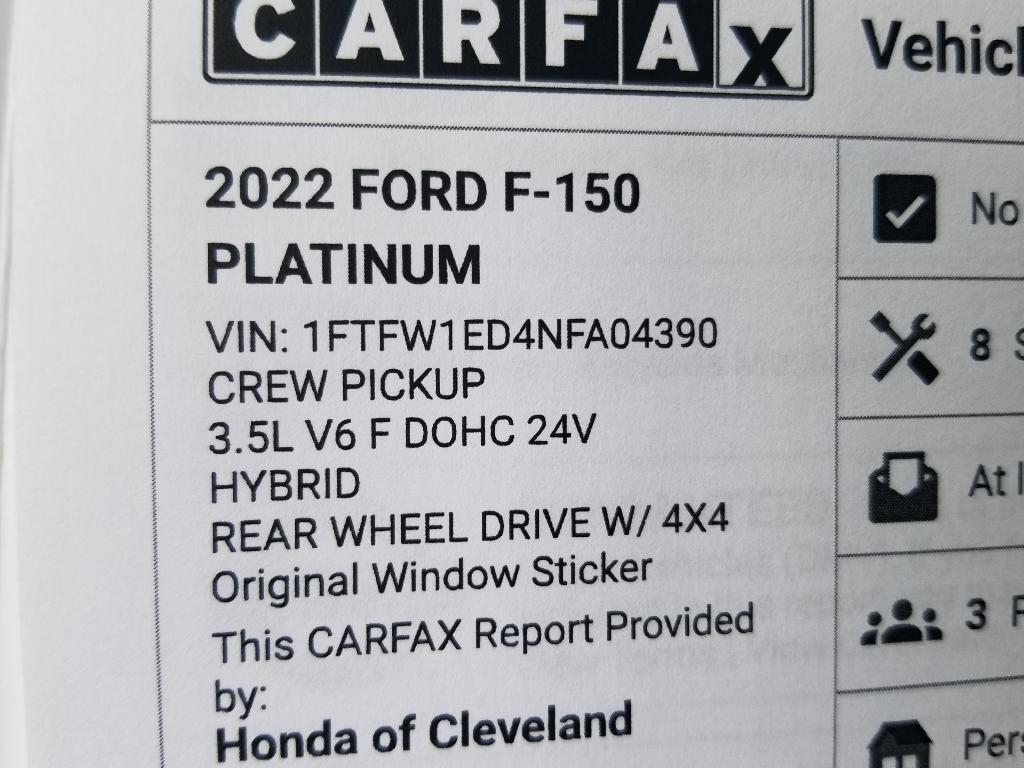 CARFAX
Vehicl
2022 FORD F-150
PLATINUM
VIN: 1FTFW1ED4NFA04390
CREW PICKUP
3.5L V6 F DOHC 24V
HYBRID
REAR WHEEL DRIVE W/ 4X4
Original Window Sticker
This CARFAX Report Provided
by:
Honda of Cleveland
No
8 S
At l
3 P
Pers